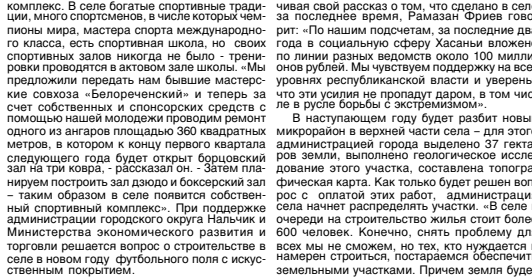 комплекс. В селе богатые спортивные тради-
ции, много спортсменов, в числе которых чем-
пионы мира, мастера спорта международно-
го класса, есть спортивная школа, но своих
спортивных залов никогда не было - трени-
ровки проводятся в актовом зале школы. «Мы
предложили передать нам бывшие мастерс-
кие совхоза «Белореченский» и теперь за
счет собственных и спонсорских средств с
помощью нашей молодежи проводим ремонт
одного из ангаров площадью 360 квадратных
метров, в котором к концу первого квартала
следующего года будет открыт борцовский
зал на три ковра, - рассказал он. - Затем пла-
нируем построить зал дзюдо и боксерский зал
– таким образом в селе появится собствен-
ный спортивный комплекс». При поддержке
администрации городского округа Нальчик и
Министерства экономического развития и
торговли решается вопрос о строительстве в
селе в новом году футбольного поля с искус-
ственным покрытием.
чивая свой рассказ о том, что сделано в селе
за последнее время, Рамазан Фриев гово
рит: «По нашим подсчетам, за последние два
года в социальную сферу Хасаньи вложено
по линии разных ведомств около 100 милли
онов рублей. Мы чувствуем поддержку на все
уровнях республиканской власти и уверены
что эти усилия не пропадут даром, в том чис
ле в русле борьбы с экстремизмом».
В наступающем году будет разбит новы
микрорайон в верхней части села – для этог
администрацией города выделено 37 гекта
ров земли, выполнено геологическое иссле
дование этого участка, составлена топогра
фическая карта. Как только будет решен воп
рос с оплатой этих работ, администраци
села начнет распределять участки. «В селе
очереди на строительство жилья стоит более
600 человек. Конечно, снять проблему дл
всех мы не сможем, но тех, кто нуждается
намерен строиться, постараемся обеспечит
земельными участками. Причем земля буд